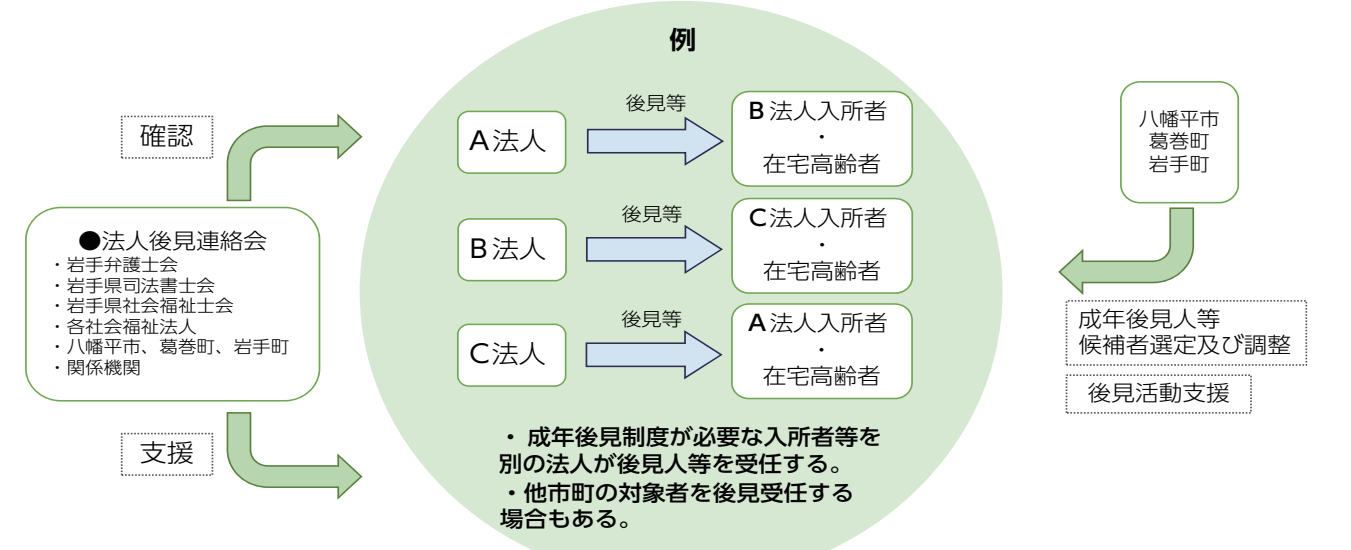 例
確認
●法人後見連絡会
・岩手弁護士会
・岩手県司法書士会
・岩手県社会福祉士会
・各社会福祉法人
・八幡平市、葛巻町、岩手町
・関係機関
支援
A法人
後見等
B法人入所者
・
在宅高齢者
B法人
後見等
C法人入所者
・
在宅高齢者
C法人
後見等
A法人入所者
・
在宅高齢者
・ 成年後見制度が必要な入所者等を
別の法人が後見人等を受任する。
・他市町の対象者を後見受任する
場合もある。
八幡平市
葛巻町
岩手町
成年後見人等
候補者選定及び調整
後見活動支援